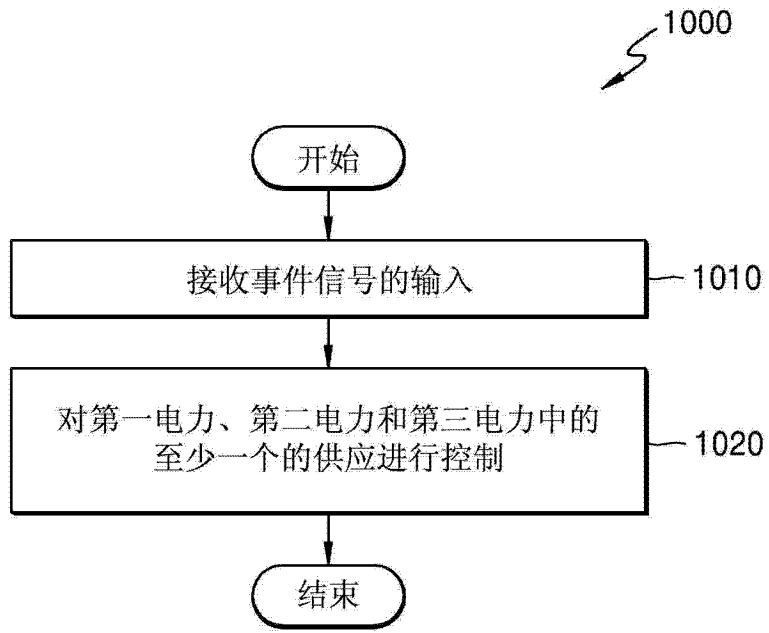 1000
开始
接收事件信号的输入
1010
对第一电力、第二电力和第三电力中的
至少一个的供应进行控制
1020
结束